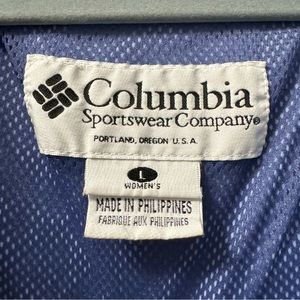 Columbia
Sportswear Company®
PORTLAND, OREGON U.S.A.
L
WOMEN'S
MADE IN PHILIPPINES
FABRIQUE AUX PHILIPPINES